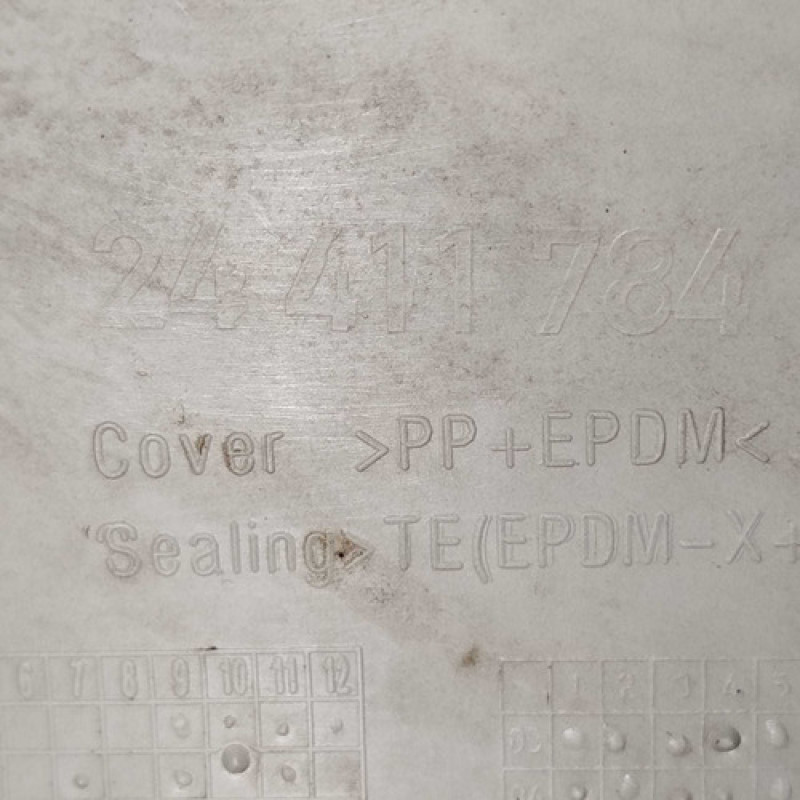 24 411 784
Cover >PP+EPDM<
Sealing>TE(EPDM-X+
6 7 8 9 10 11 12
1 2 3 4 5
03